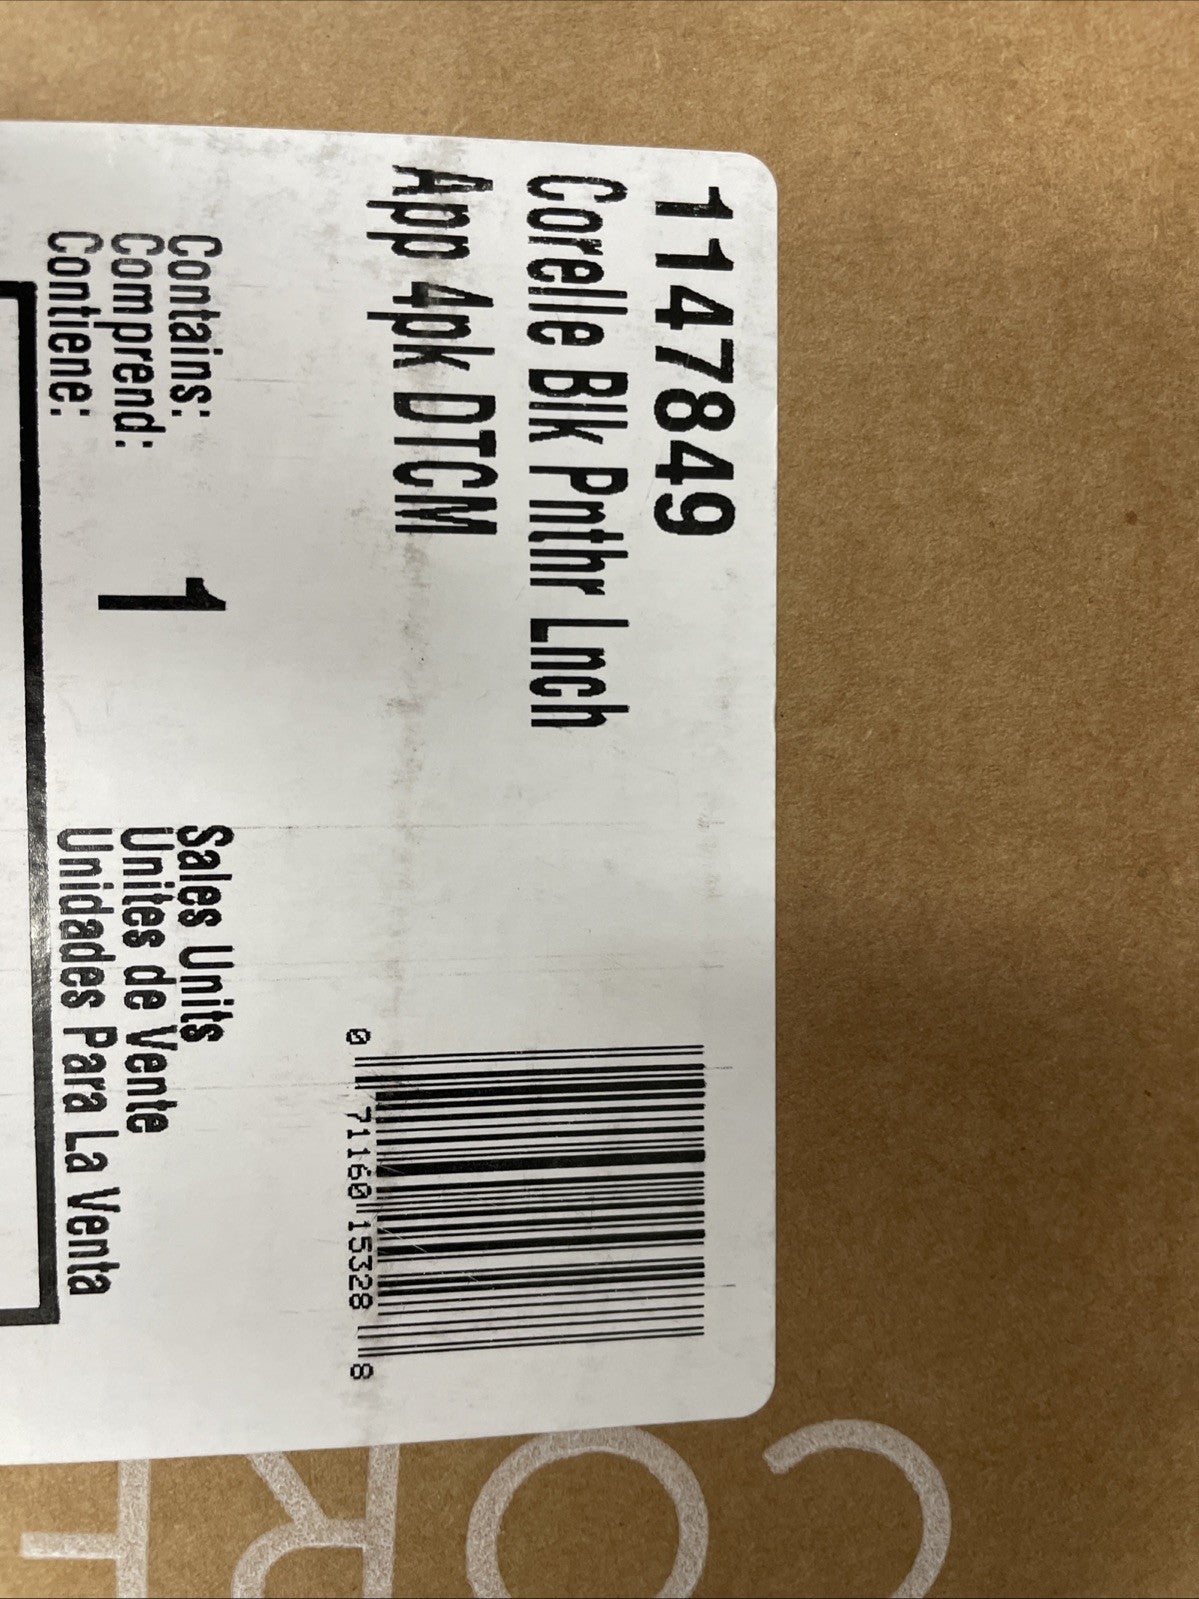 1147849
Corelle Blk Pnthr Lnch
App 4pk DTCM
0 71160 15328 8
Contains:
Comprend:
Contiene:
1
Sales Units
Unites de Vente
Unidades Para La Venta
COR